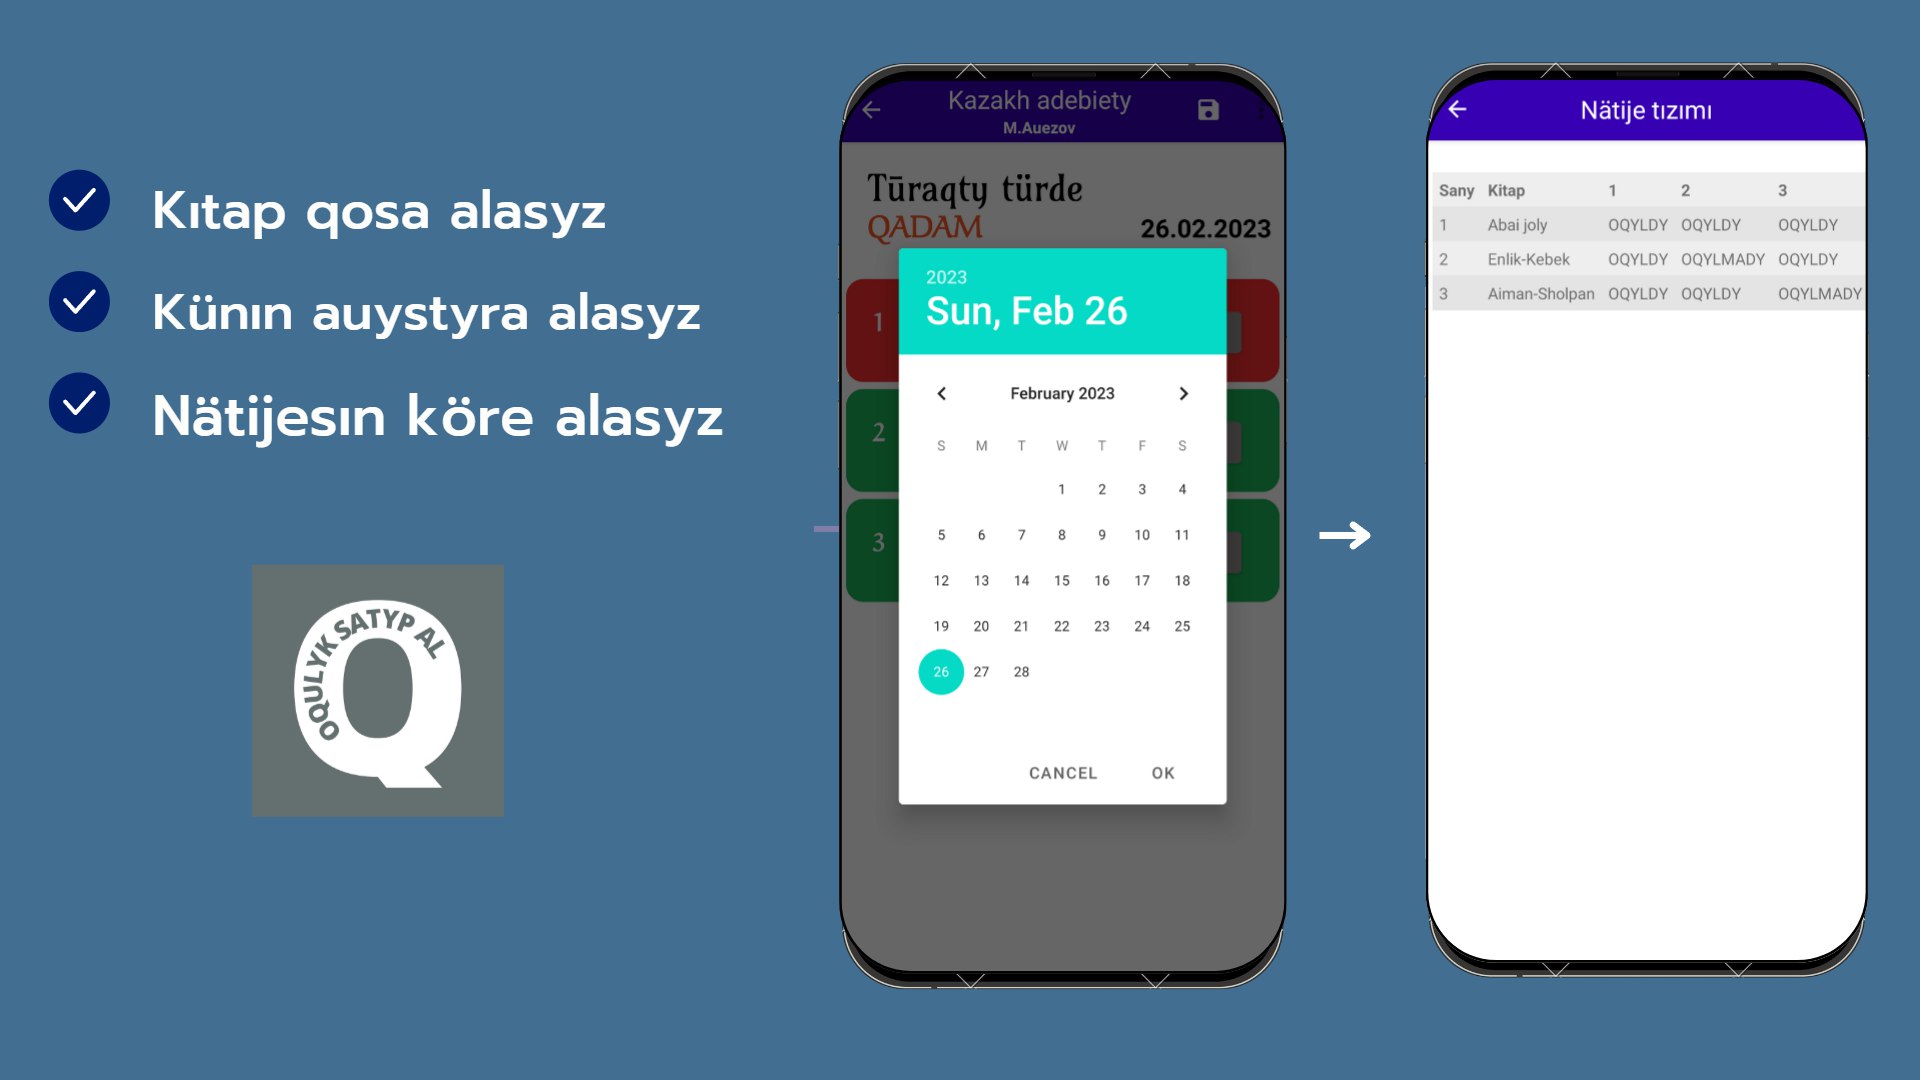 Kıtap qosa alasyz
Künın auystyra alasyz
Nätijesın köre alasyz
OQULYK SATYP AL
Kazakh adebiety
M.Auezov
Tūraqty türde
QADAM
26.02.2023
1
2
3
2023
Sun, Feb 26
February 2023
S M T W T F S
1 2 3 4
5 6 7 8 9 10 11
12 13 14 15 16 17 18
19 20 21 22 23 24 25
26 27 28
CANCEL OK
Nätije tızımı
Sany Kitap 1 2 3
1 Abai joly OQYLDY OQYLDY OQYLDY
2 Enlik-Kebek OQYLDY OQYLMADY OQYLDY
3 Aiman-Sholpan OQYLDY OQYLDY OQYLMADY